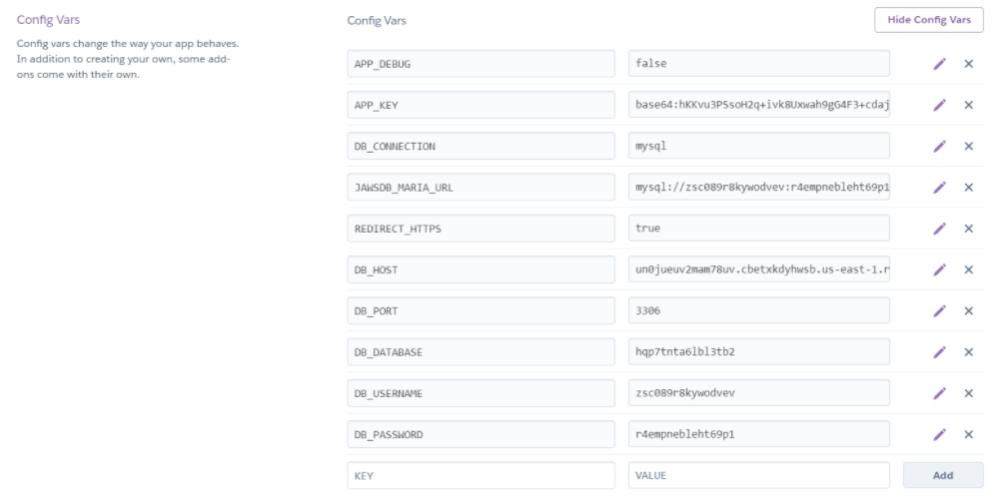 Config Vars
Config vars change the way your app behaves.
In addition to creating your own, some add-
ons come with their own.
Config Vars
Hide Config Vars
APP_DEBUG false
APP_KEY base64:hKKvu3PSsoH2q+ivk8Uxwah9gG4F3+cdaj
DB_CONNECTION mysql
JAWSDB_MARIA_URL mysql://zsc089r8kywodvev:r4empnebleht69p1
REDIRECT_HTTPS true
DB_HOST un0jueuv2mam78uv.cbetxkdyhwsb.us-east-1.r
DB_PORT 3306
DB_DATABASE hqp7tnta6lbl3tb2
DB_USERNAME zsc089r8kywodvev
DB_PASSWORD r4empnebleht69p1
KEY VALUE Add